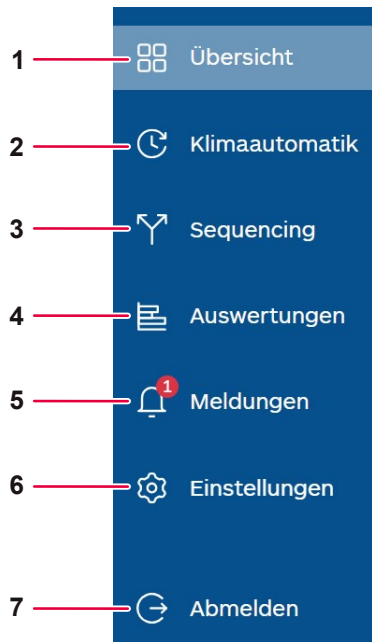 1 Übersicht
2 Klimaautomatik
3 Sequencing
4 Auswertungen
5 1 Meldungen
6 Einstellungen
7 Abmelden